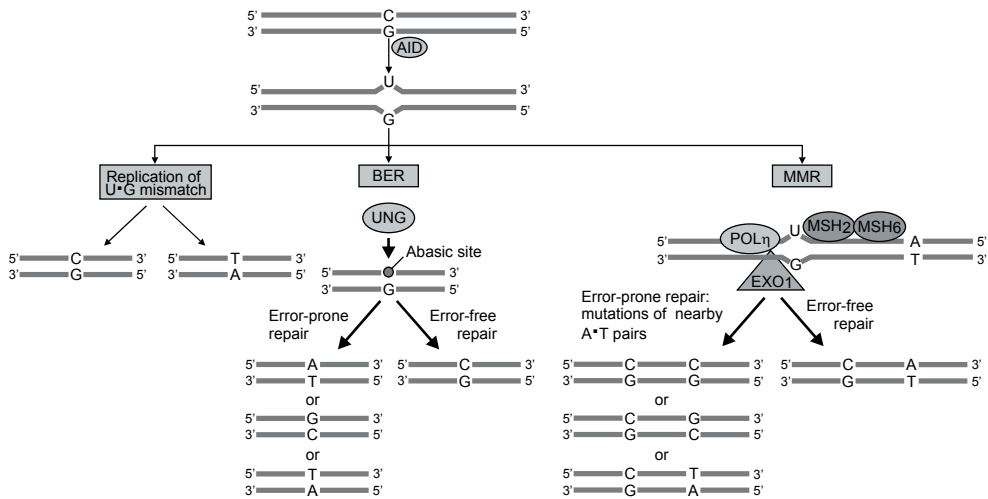 5’ C 3’
3’ G 5’
AID
U
5’ 3’
3’ 5’
G
Replication of
U▪G mismatch
BER
MMR
UNG
Abasic site
5’ C 3’
3’ G 5’
5’ T 3’
3’ A 5’
5’ 3’
3’ G 5’
POLη
U
MSH2
MSH6
5’ A 3’
3’ G T 5’
EXO1
Error-prone
repair
Error-free
repair
Error-prone repair:
mutations of nearby
A▪T pairs
Error-free
repair
5’ A 3’
3’ T 5’
or
5’ G 3’
3’ C 5’
or
5’ T 3’
3’ A 5’
5’ C 3’
3’ G 5’
5’ C C 3’
3’ G G 5’
or
5’ C G 3’
3’ G C 5’
or
5’ C T 3’
3’ G A 5’
5’ C A 3’
3’ G T 5’